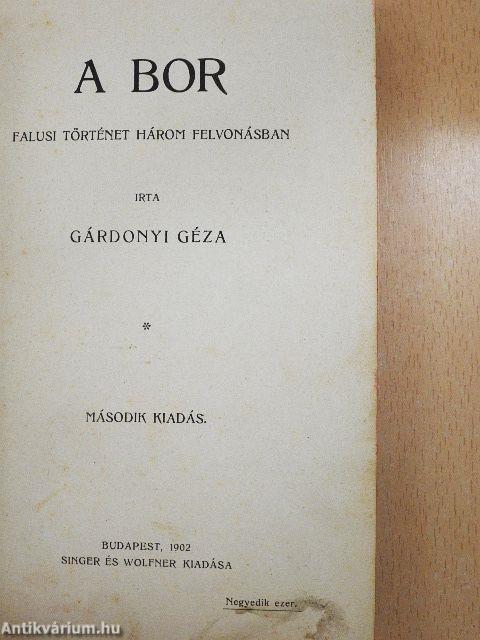 A BOR
FALUSI TÖRTÉNET HÁROM FELVONÁSBAN
IRTA
GÁRDONYI GÉZA
*
MÁSODIK KIADÁS.
BUDAPEST, 1902
SINGER ÉS WOLFNER KIADÁSA
Negyedik ezer.
Antikvárium.hu